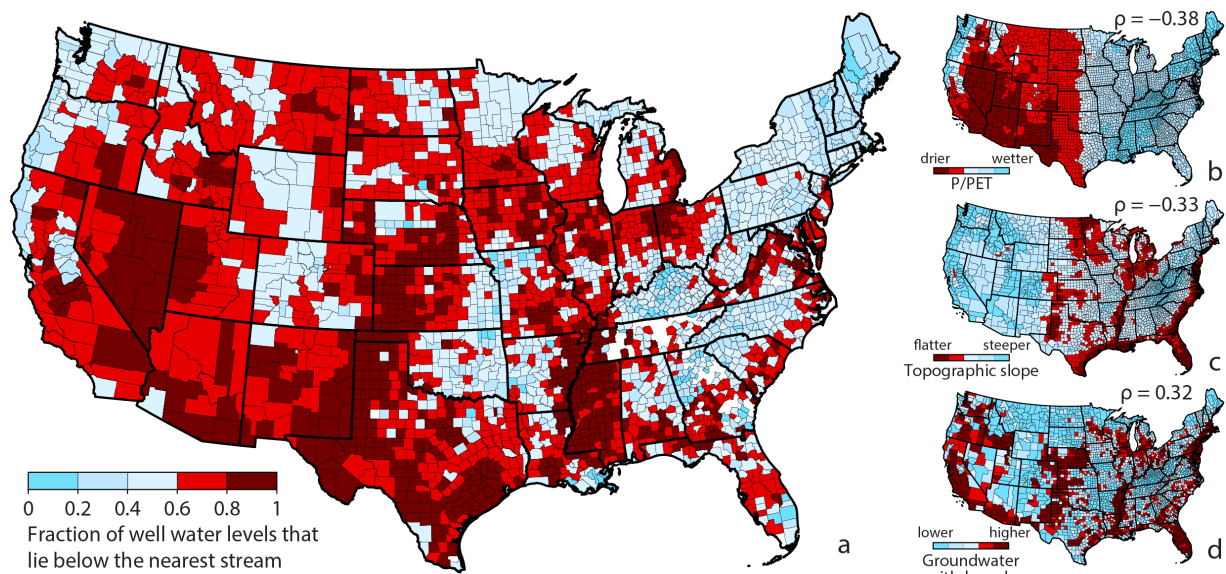 0 0.2 0.4 0.6 0.8 1
Fraction of well water levels that
lie below the nearest stream
a
ρ = −0.38
drier wetter
P/PET
b
ρ = −0.33
flatter steeper
Topographic slope
c
ρ = 0.32
lower higher
Groundwater
d